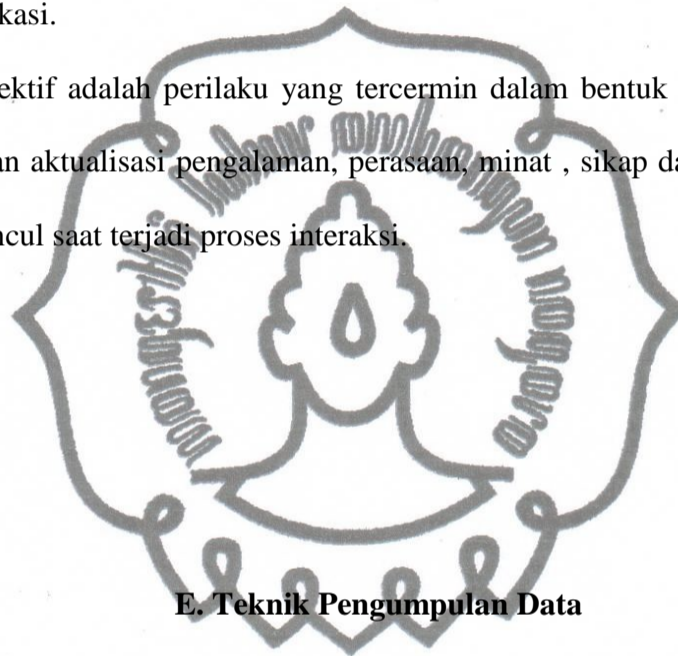 kasi.
ektif adalah perilaku yang tercermin dalam bentuk
an aktualisasi pengalaman, perasaan, minat , sikap da
ncul saat terjadi proses interaksi.
E. Teknik Pengumpulan Data